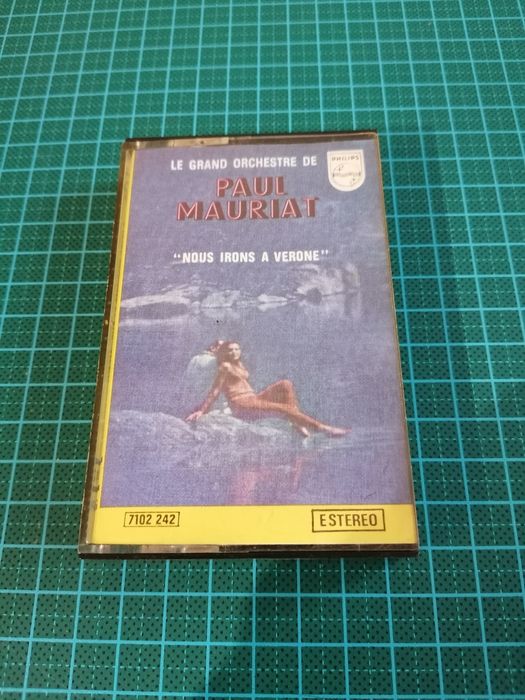 LE GRAND ORCHESTRE DE
PHILIPS
PAUL
MAURIAT
"NOUS IRONS A VERONE"
7102 242
ESTEREO